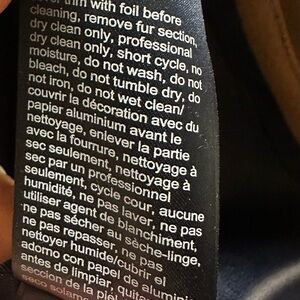 trim with foil before
cleaning, remove fur section,
dry clean only, professional
dry clean only, short cycle, no
moisture, do not wash, do not
bleach, do not tumble dry, do
not iron, do not wet clean/
couvrir la décoration avec du
papier aluminium avant le
nettoyage, enlever la partie
avec la fourrure, nettoyage à
sec seulement, nettoyage à
sec par un professionnel
seulement, cycle cour, aucune
humidité, ne pas laver, ne pas
utiliser agent de blanchiment,
ne pas sécher au sèche-linge,
ne pas repasser, ne pas
nettoyer humide/cubrir el
adorno con papel de alumini
antes de limpiar, quitar
sección de la piel
seco solam